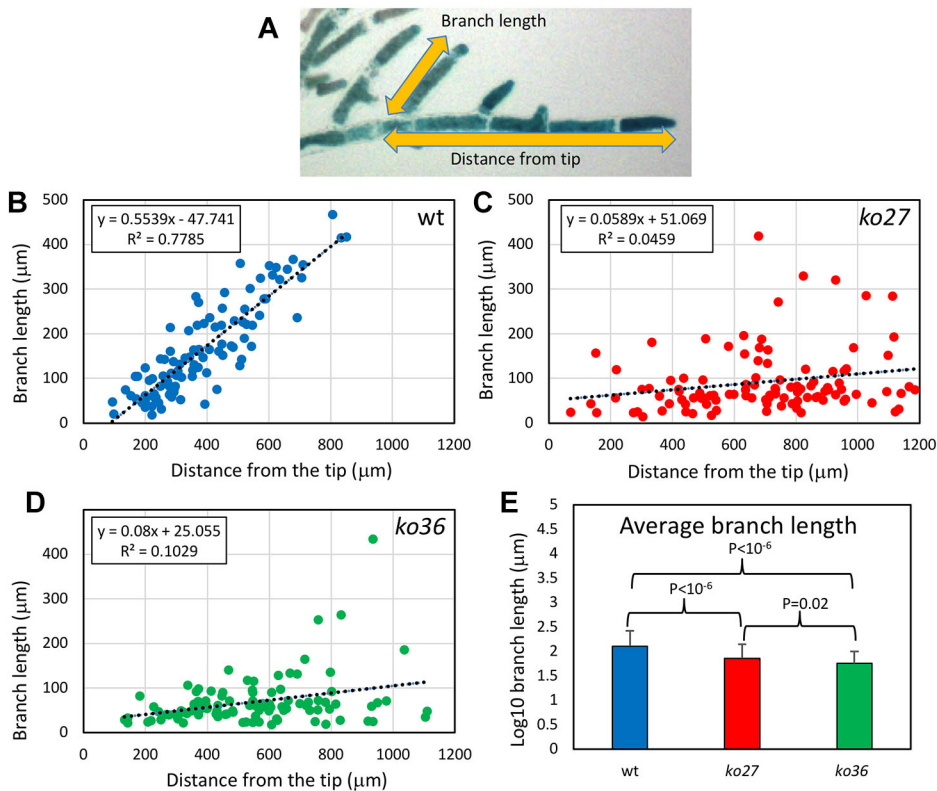 A
Branch length
Distance from tip
B
wt
y = 0.5539x - 47.741
R² = 0.7785
500
400
300
200
100
0
Branch length (μm)
0 200 400 600 800 1000 1200
Distance from the tip (μm)
C
ko27
y = 0.0589x + 51.069
R² = 0.0459
500
400
300
200
100
0
Branch length (μm)
0 200 400 600 800 1000 1200
Distance from the tip (μm)
D
ko36
y = 0.08x + 25.055
R² = 0.1029
400
300
200
100
0
Branch length (μm)
0 200 400 600 800 1000 1200
Distance from the tip (μm)
E
Average branch length
5
4.5
4
3.5
3
2.5
2
1.5
1
0.5
0
Log10 branch length (μm)
P<10⁻⁶
P<10⁻⁶
P=0.02
wt ko27 ko36